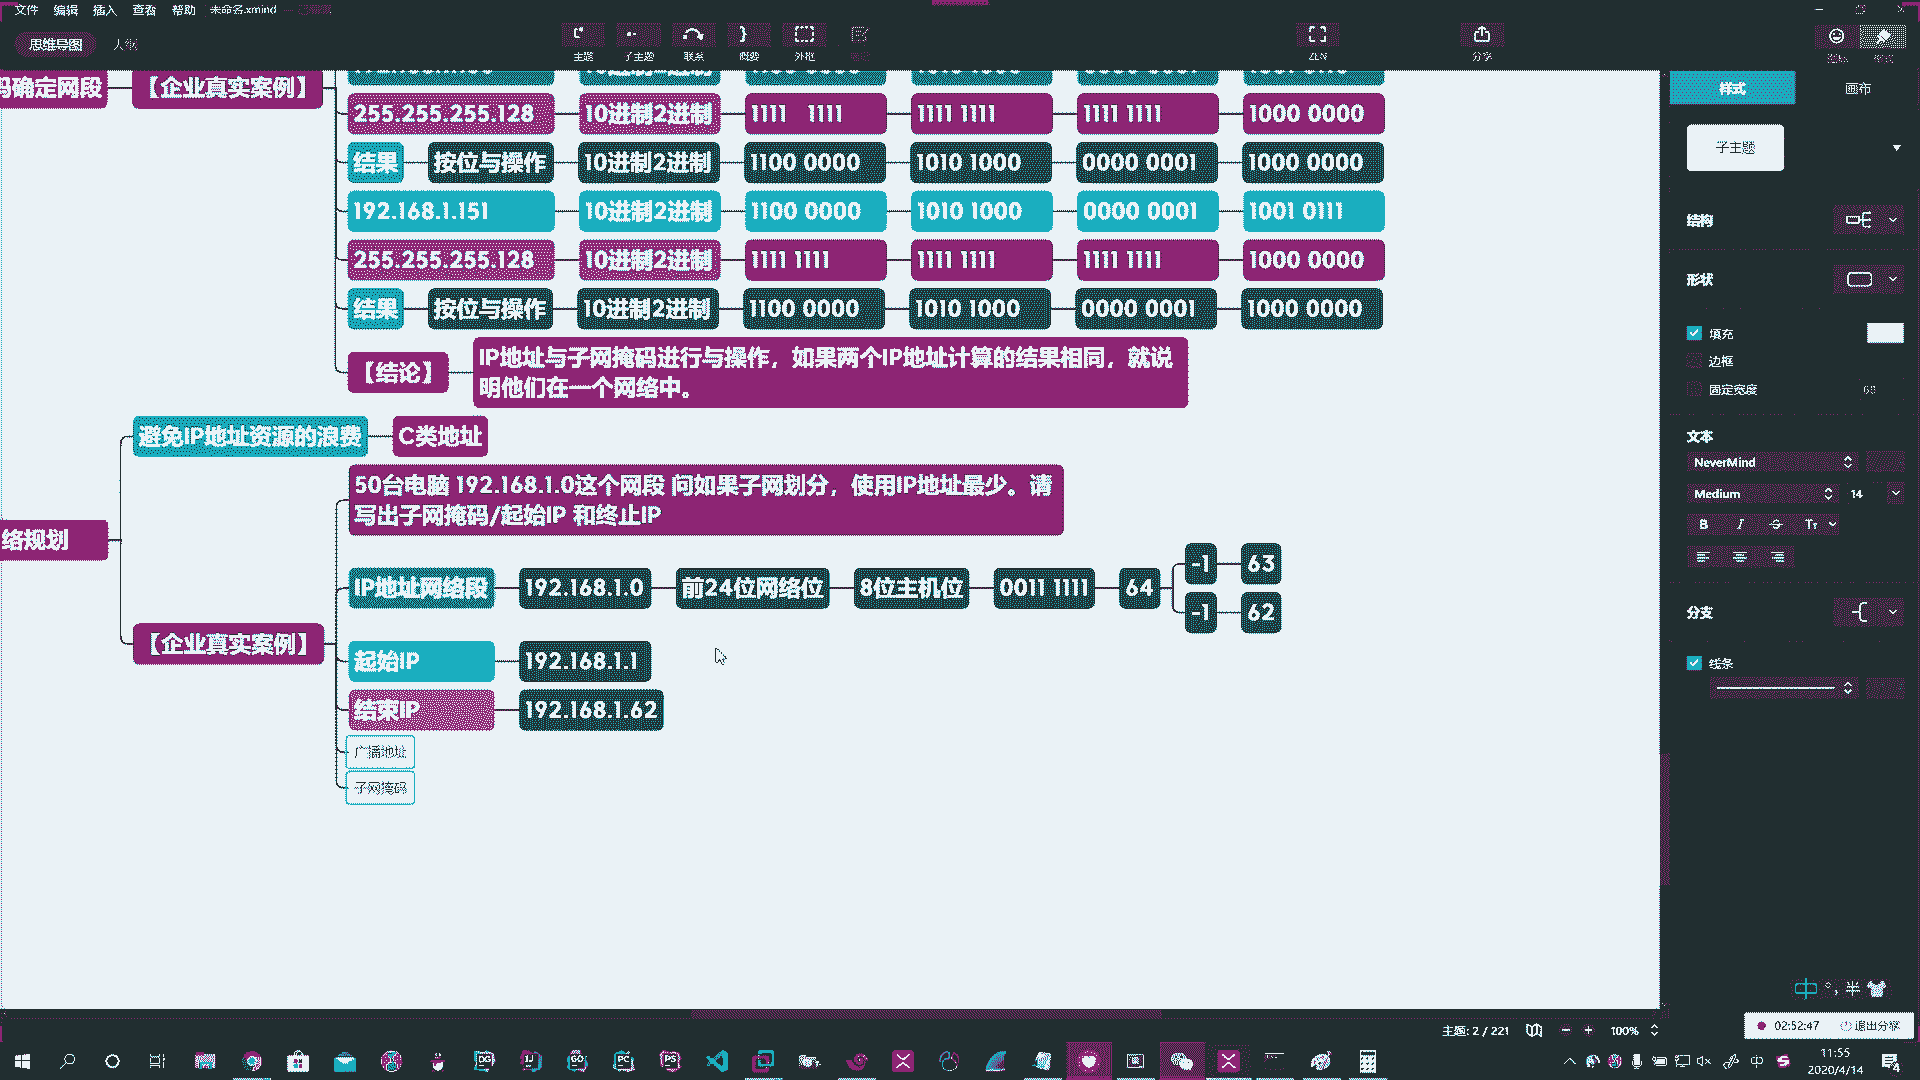 文件 编辑 插入 查看 帮助 未命名.xmind
思维导图 大纲
主题 子主题 联系 概要 外框 ZEN 分享
码确定网段 【企业真实案例】
255.255.255.128 10进制2进制 1111 1111 1111 1111 1111 1111 1000 0000
结果 按位与操作 10进制2进制 1100 0000 1010 1000 0000 0001 1000 0000
192.168.1.151 10进制2进制 1100 0000 1010 1000 0000 0001 1001 0111
255.255.255.128 10进制2进制 1111 1111 1111 1111 1111 1111 1000 0000
结果 按位与操作 10进制2进制 1100 0000 1010 1000 0000 0001 1000 0000
【结论】 IP地址与子网掩码进行与操作，如果两个IP地址计算的结果相同，就说
明他们在一个网络中。
避免IP地址资源的浪费 C类地址
50台电脑 192.168.1.0这个网段 问如果子网划分，使用IP地址最少。请
写出子网掩码/起始IP 和终止IP
络规划
IP地址网络段 192.168.1.0 前24位网络位 8位主机位 0011 1111 64 -1 63
-1 62
【企业真实案例】
起始IP 192.168.1.1
结束IP 192.168.1.62
广播地址
子网掩码
样式 画布
子主题
结构
形状
填充
边框
固定宽度 60
文本
NeverMind
Medium 14
B I S Tт
分支
线条
中 °, 半
主题: 2 / 221 100%
02:52:47 退出分享
DG IJ GO PC PS
中 11:55
2020/4/14